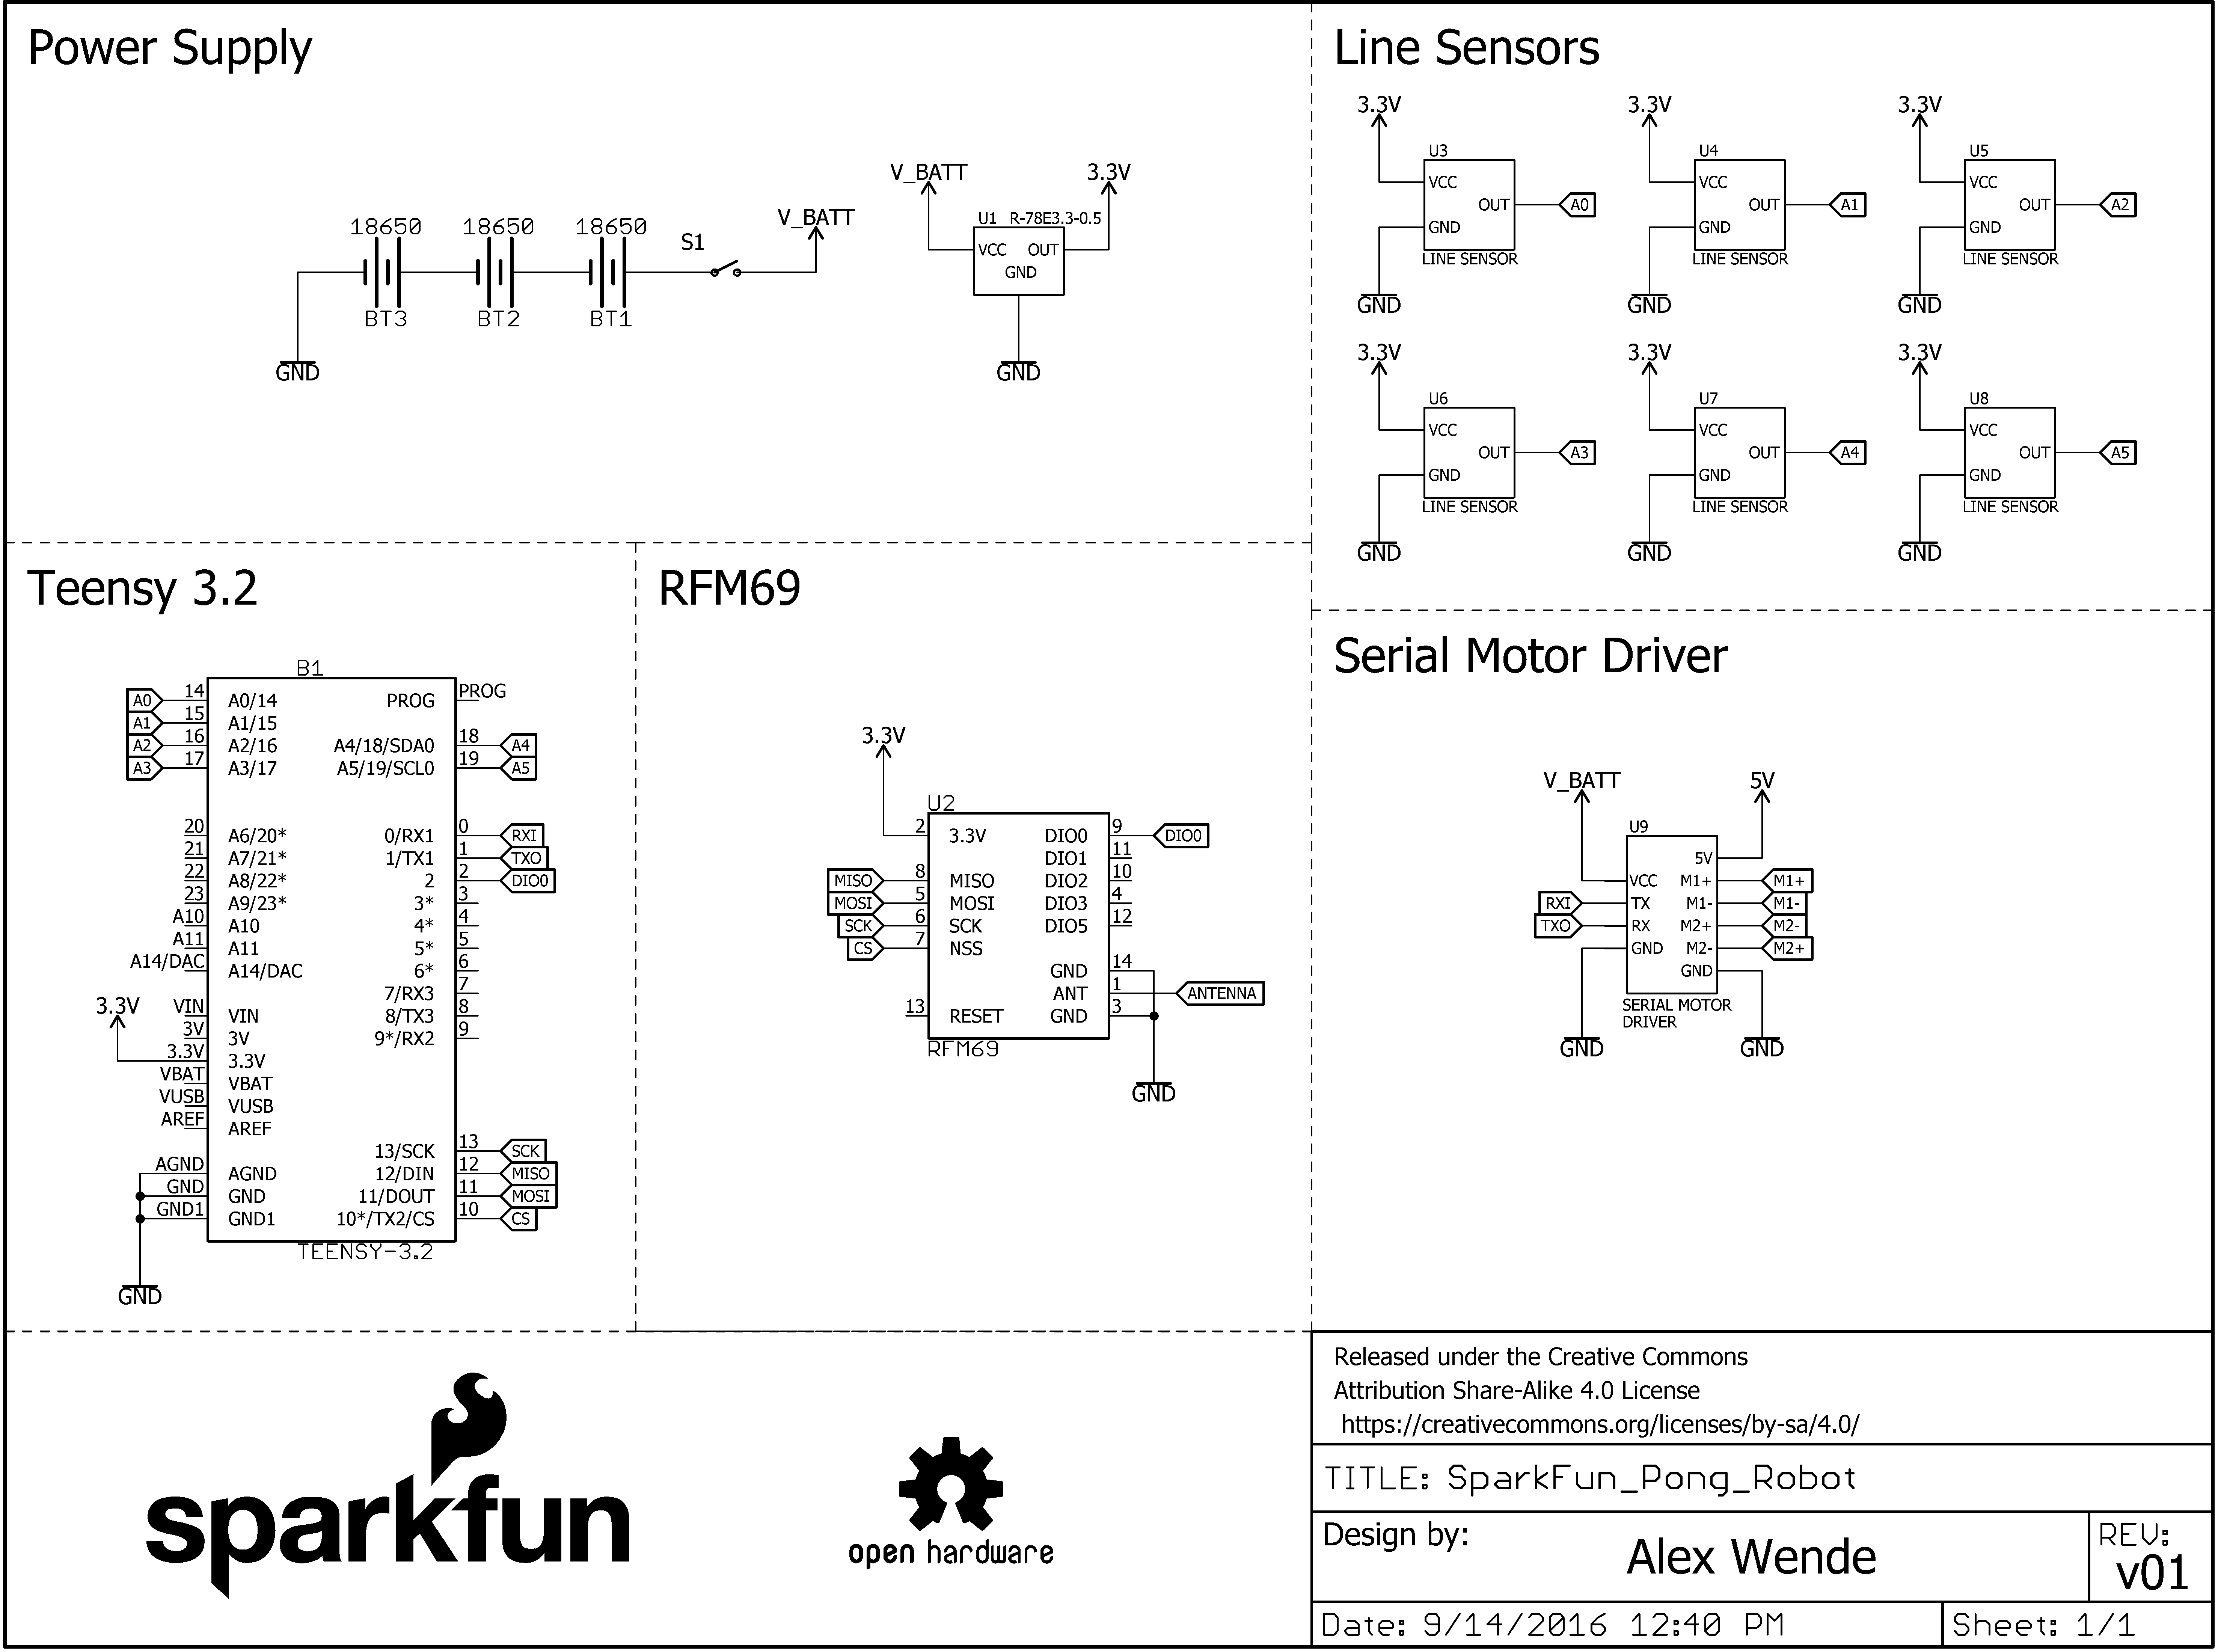 Power Supply
18650
18650
18650
BT3
BT2
BT1
S1
V_BATT
GND
V_BATT
3.3V
U1 R-78E3.3-0.5
VCC OUT
GND
GND
Line Sensors
3.3V
U3
VCC
OUT
GND
LINE SENSOR
A0
GND
3.3V
U4
VCC
OUT
GND
LINE SENSOR
A1
GND
3.3V
U5
VCC
OUT
GND
LINE SENSOR
A2
GND
3.3V
U6
VCC
OUT
GND
LINE SENSOR
A3
GND
3.3V
U7
VCC
OUT
GND
LINE SENSOR
A4
GND
3.3V
U8
VCC
OUT
GND
LINE SENSOR
A5
GND
Teensy 3.2
B1
A0 14 A0/14 PROG PROG
A1 15 A1/15
A2 16 A2/16 A4/18/SDA0 18 A4
A3 17 A3/17 A5/19/SCL0 19 A5
20 A6/20* 0/RX1 0 RXI
21 A7/21* 1/TX1 1 TXO
22 A8/22* 2 2 DIO0
23 A9/23* 3* 3
A10 A10 4* 4
A11 A11 5* 5
A14/DAC A14/DAC 6* 6
7/RX3 7
VIN VIN 8/TX3 8
3V 3V 9*/RX2 9
3.3V
3.3V 3.3V
VBAT VBAT
VUSB VUSB
AREF AREF
13/SCK 13 SCK
AGND AGND 12/DIN 12 MISO
GND GND 11/DOUT 11 MOSI
GND1 GND1 10*/TX2/CS 10 CS
TEENSY-3.2
GND
RFM69
3.3V
U2
2 3.3V DIO0 9 DIO0
DIO1 11
MISO 8 MISO DIO2 10
MOSI 5 MOSI DIO3 4
SCK 6 SCK DIO5 12
CS 7 NSS
GND 14
ANT 1 ANTENNA
13 RESET GND 3
RFM69
GND
Serial Motor Driver
V_BATT
5V
U9
5V
VCC M1+ M1+
RXI TX M1- M1-
TXO RX M2+ M2-
GND M2- M2+
GND
SERIAL MOTOR
DRIVER
GND
GND
sparkfun
open hardware
Released under the Creative Commons
Attribution Share-Alike 4.0 License
https://creativecommons.org/licenses/by-sa/4.0/
TITLE: SparkFun_Pong_Robot
Design by:
Alex Wende
REV:
v01
Date: 9/14/2016 12:40 PM
Sheet: 1/1